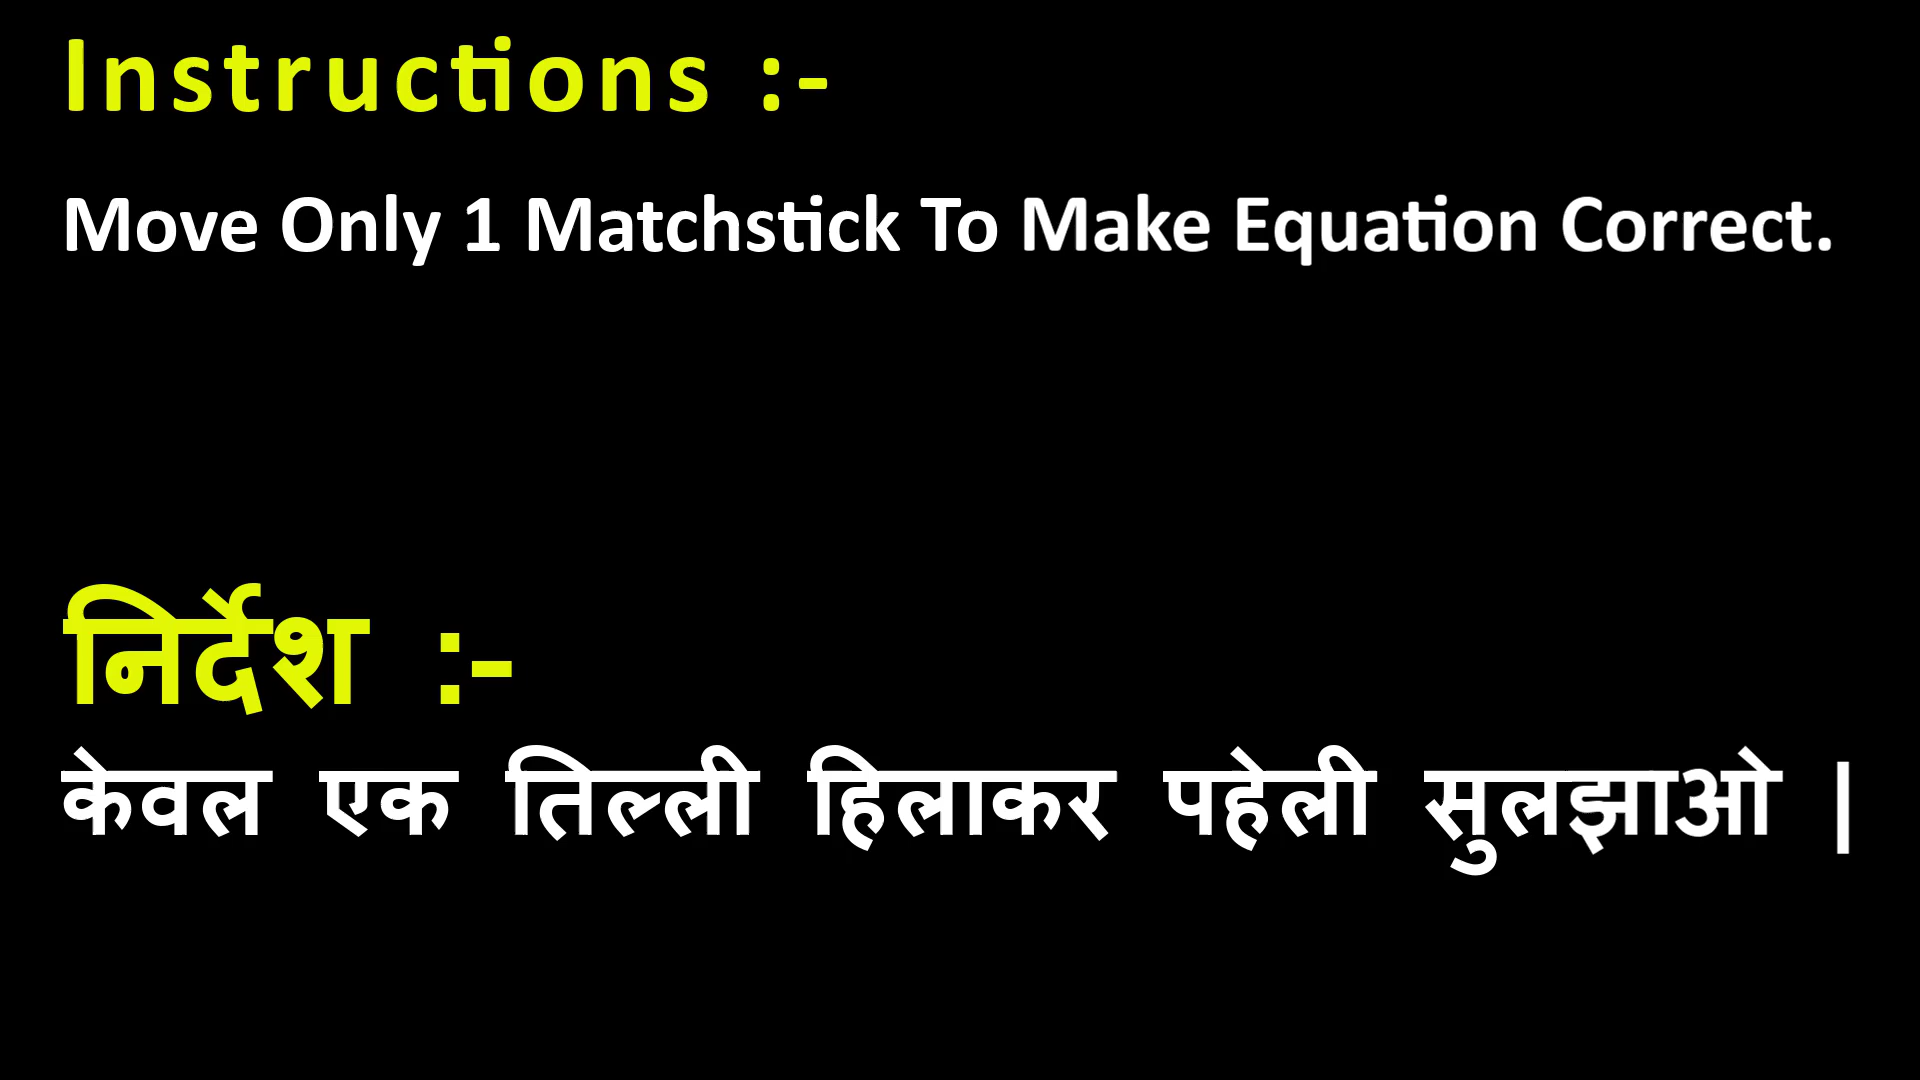 Instructions :-
Move Only 1 Matchstick To Make Equation Correct.
निर्देश :-
केवल एक तिल्ली हिलाकर पहेली सुलझाओ |